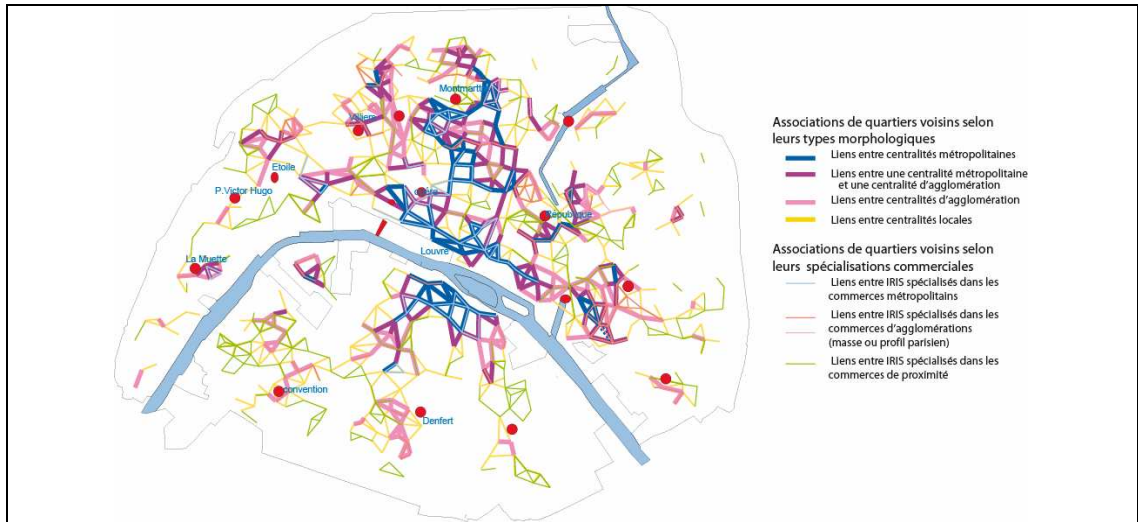 Montmartr
Villiers
Etoile
P.Victor Hugo
opéra
République
Louvre
La Muette
convention
Denfert
Associations de quartiers voisins selon
leurs types morphologiques
Liens entre centralités métropolitaines
Liens entre une centralité métropolitaine
et une centralité d'agglomération
Liens entre centralités d'agglomération
Liens entre centralités locales
Associations de quartiers voisins selon
leurs spécialisations commerciales
Liens entre IRIS spécialisés dans les
commerces métropolitains
Liens entre IRIS spécialisés dans les
commerces d'agglomérations
(masse ou profil parisien)
Liens entre IRIS spécialisés dans les
commerces de proximité